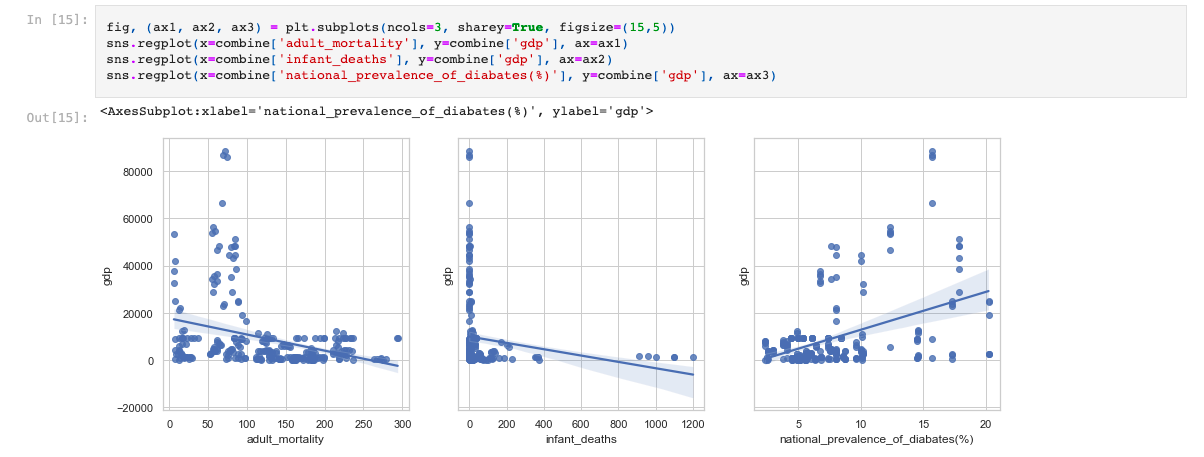 In [15]:
fig, (ax1, ax2, ax3) = plt.subplots(ncols=3, sharey=True, figsize=(15,5))
sns.regplot(x=combine['adult_mortality'], y=combine['gdp'], ax=ax1)
sns.regplot(x=combine['infant_deaths'], y=combine['gdp'], ax=ax2)
sns.regplot(x=combine['national_prevalence_of_diabetes(%)'], y=combine['gdp'], ax=ax3)
Out[15]:
<AxesSubplot:xlabel='national_prevalence_of_diabetes(%)', ylabel='gdp'>
80000
60000
40000
20000
0
−20000
gdp
0 50 100 150 200 250 300
adult_mortality
gdp
0 200 400 600 800 1000 1200
infant_deaths
gdp
5 10 15 20
national_prevalence_of_diabetes(%)